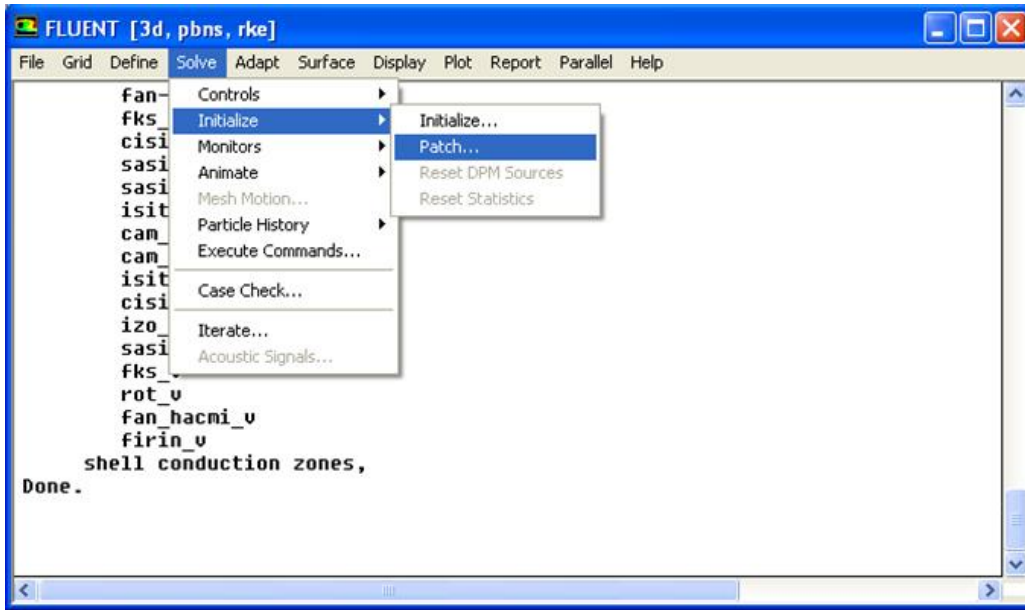 FLUENT [3d, pbns, rke]
File Grid Define Solve Adapt Surface Display Plot Report Parallel Help
fan-
fks_
cisi
sasi
sasi
isit
cam_
cam_
isit
cisi
izo_
sasi
fks_v
rot_v
fan_hacmi_v
firin_v
shell conduction zones,
Done.
Controls
Initialize
Monitors
Animate
Mesh Motion...
Particle History
Execute Commands...
Case Check...
Iterate...
Acoustic Signals...
Initialize...
Patch...
Reset DPM Sources
Reset Statistics